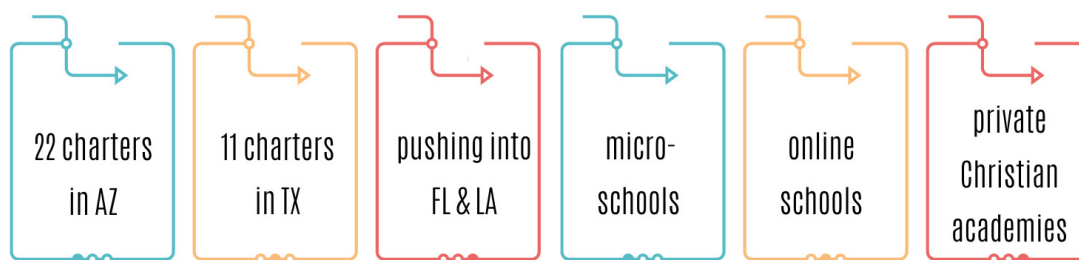 22 charters
in AZ
11 charters
in TX
pushing into
FL & LA
micro-
schools
online
schools
private
Christian
academies